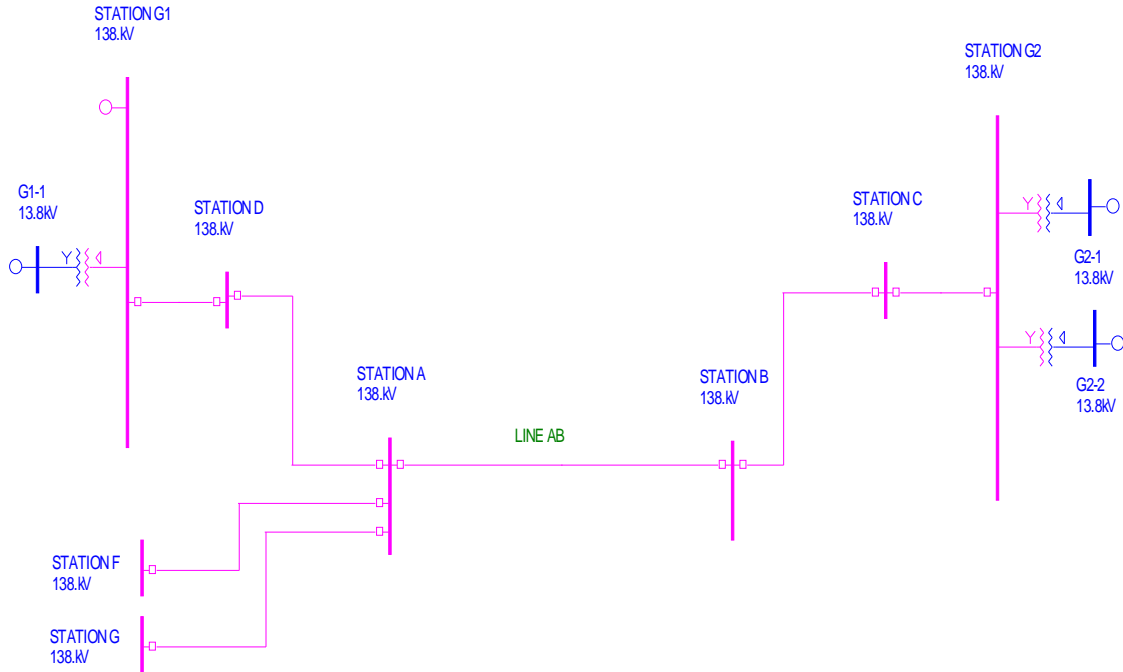 STATION G1
138.kV
STATION G2
138.kV
G1-1
13.8kV
STATION D
138.kV
STATION C
138.kV
Y
Y
G2-1
13.8kV
STATION A
138.kV
STATION B
138.kV
Y
G2-2
13.8kV
LINE AB
STATION F
138.kV
STATION G
138.kV